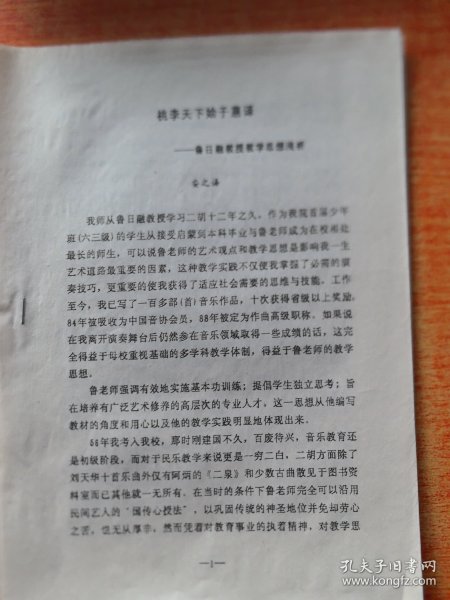 桃李天下始于惠谆
——鲁日融教授教学思想浅析
安之语
我师从鲁日融教授学习二胡十二年之久。作为我院首届少年
班(六三级)的学生从接受启蒙到本科毕业与鲁老师成为在校相处
最长的师生，可以说鲁老师的艺术观点和教学思想是影响我一生
艺术道路最重要的因素，这种教学实践不仅使我掌握了必需的演
奏技巧，更重要的使我获得了适应社会需要的思维与技能。工作
至今，我已写了一百多部(首)音乐作品，十次获得省级以上奖励，
84年被吸收为中国音协会员，88年被定为作曲高级职称。如果说
在我离开演奏舞台后仍然参在音乐领域取得一些成绩的话，这完
全得益于母校重视基础的多学科教学体制，得益于鲁老师的教学
思想。
鲁老师强调有效地实施基本功训练；提倡学生独立思考；旨
在培养有广泛艺术修养的高层次的专业人才。这一思想从他编写
教材的角度和用心以及他的教学实践明显地体现出来。
56年我考入我校，那时刚建国不久，百废待兴，音乐教育还
是初级阶段，而对于民乐教学来说更是一穷二白，二胡方面除了
刘天华十首乐曲外仅有阿炳的《二泉》和少数古曲散见于图书资
料室而已其他就一无所有。在当时的条件下鲁老师完全可以沿用
民间艺人的“国传心授法”，以巩固传统的神圣地位并免却劳心
之苦，也无从厚非。然而凭着对教育事业的执着精神，对教学思
—1—
孔夫子旧书网